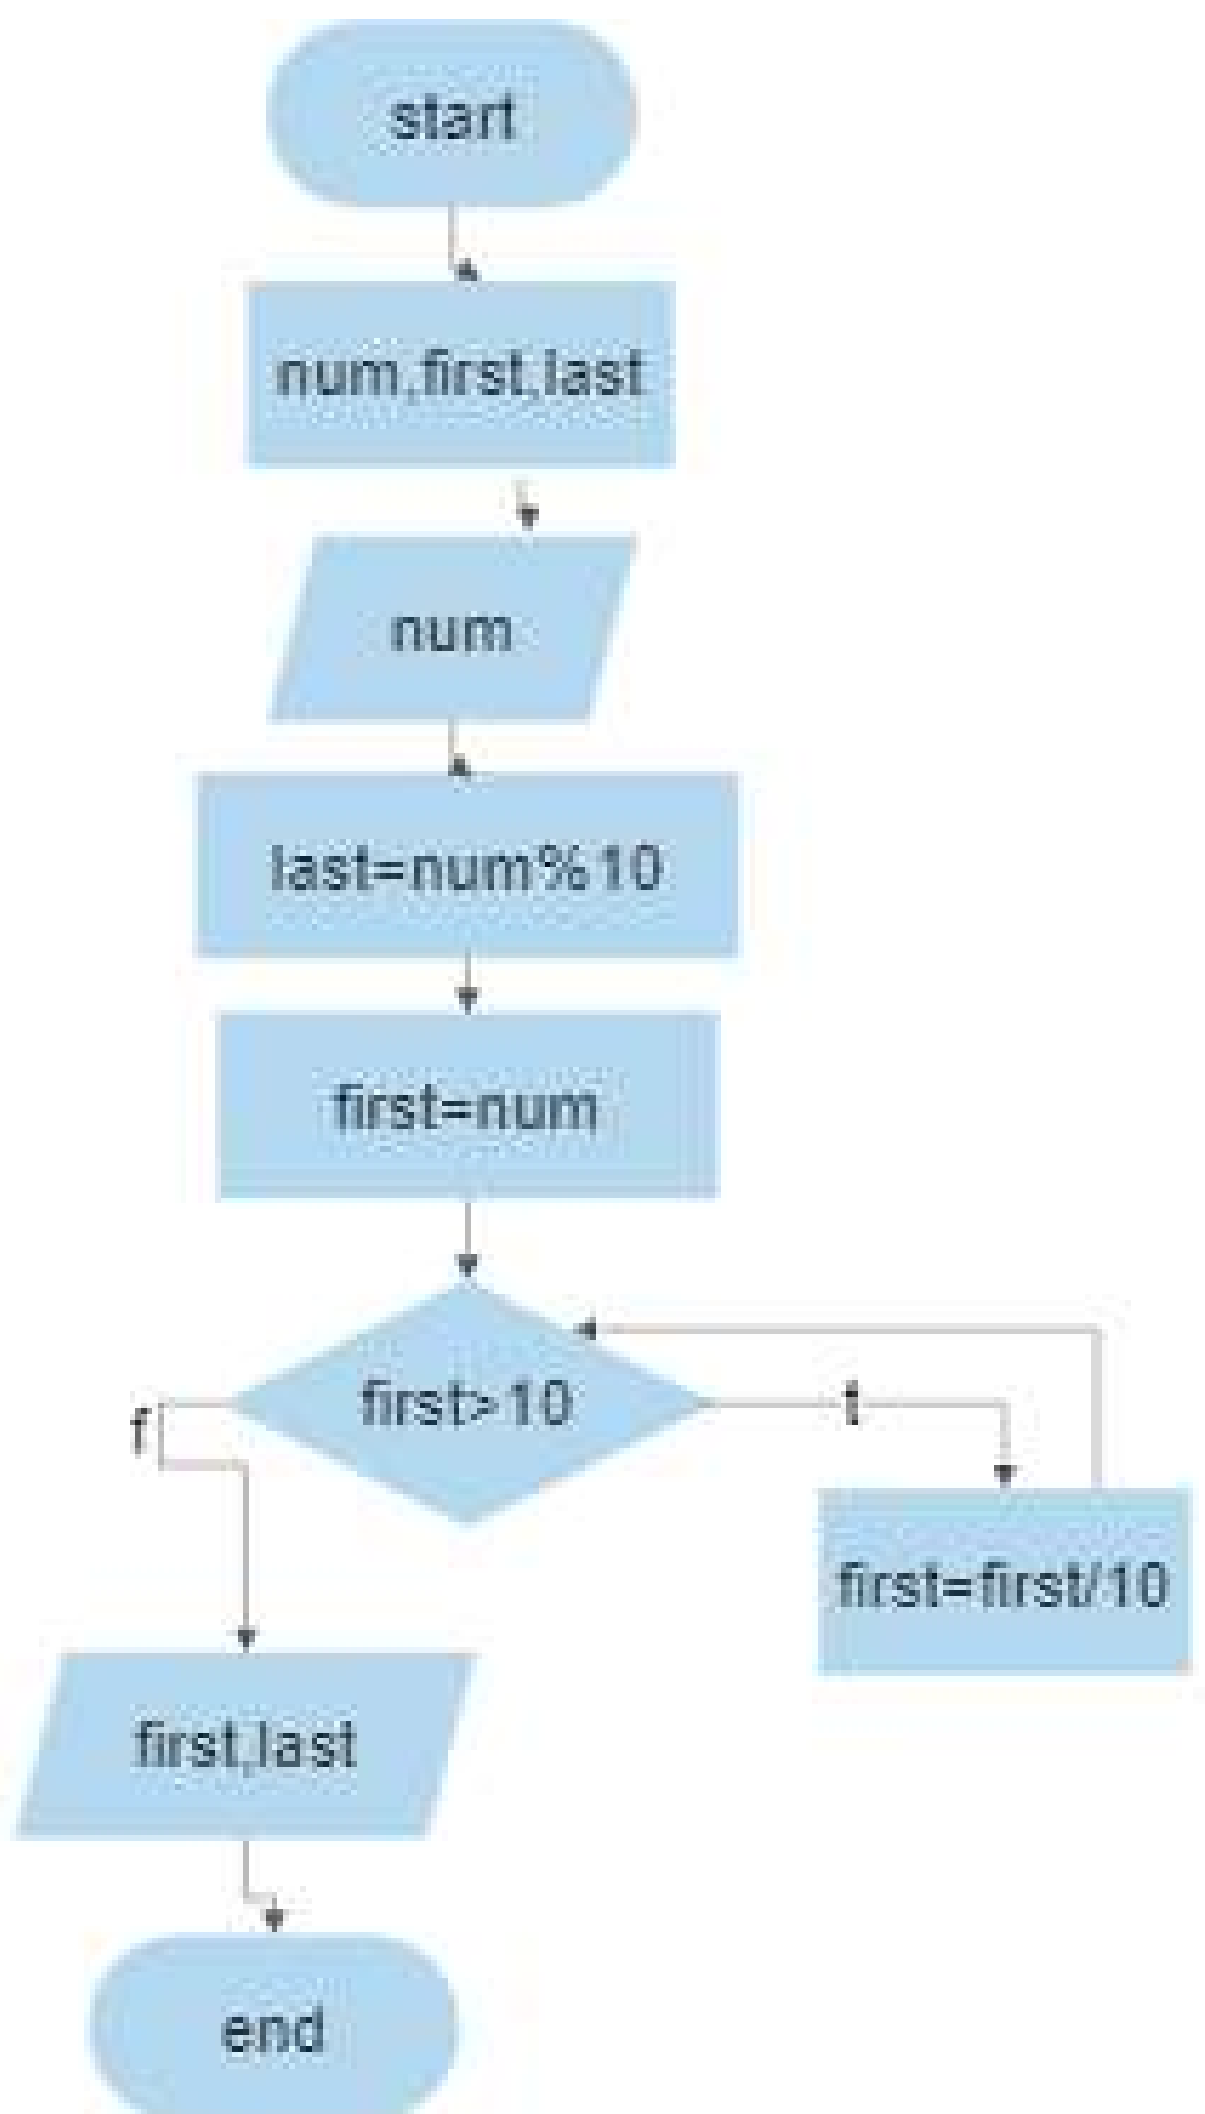 start
num,first,last
num
last=num%10
first=num
first>10
f
t
first=first/10
first,last
end